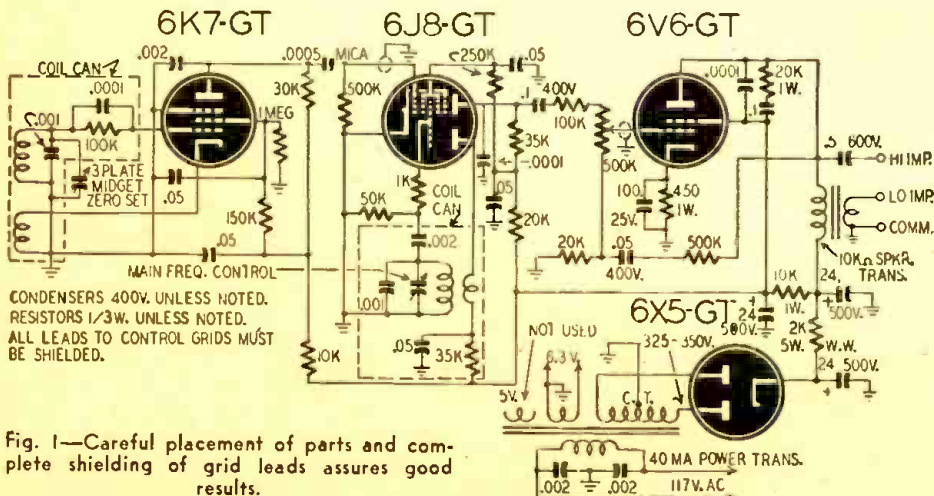 6K7-GT
6J8-GT
6V6-GT
COIL CAN
.0001
.001
100K
3 PLATE
MIDGET
ZERO SET
.002
1 MEG
.05
150K
.05
.0005
MICA
30K
500K
250K
.05
.1
400V.
100K
35K
.0001
500K
.05
1K
50K
COIL
CAN
20K
.002
MAIN FREQ. CONTROL
.001
.05
35K
10K
.0001
20K
1W.
.1
100
25V.
450
1W.
20K
.05
400V.
500K
.5
600V.
HI IMP.
LO IMP.
COMM.
10KΩ SPKR.
TRANS.
10K
1W.
24
500V.
24
500V.
2K
5W.
W.W.
24
500V.
6X5-GT
325-350V.
NOT USED
6.3V.
5V.
C.T.
40 MA POWER TRANS.
117V. AC
.002
.002
CONDENSERS 400V. UNLESS NOTED.
RESISTORS 1/3W. UNLESS NOTED.
ALL LEADS TO CONTROL GRIDS MUST
BE SHIELDED.
Fig. 1—Careful placement of parts and com-
plete shielding of grid leads assures good
results.